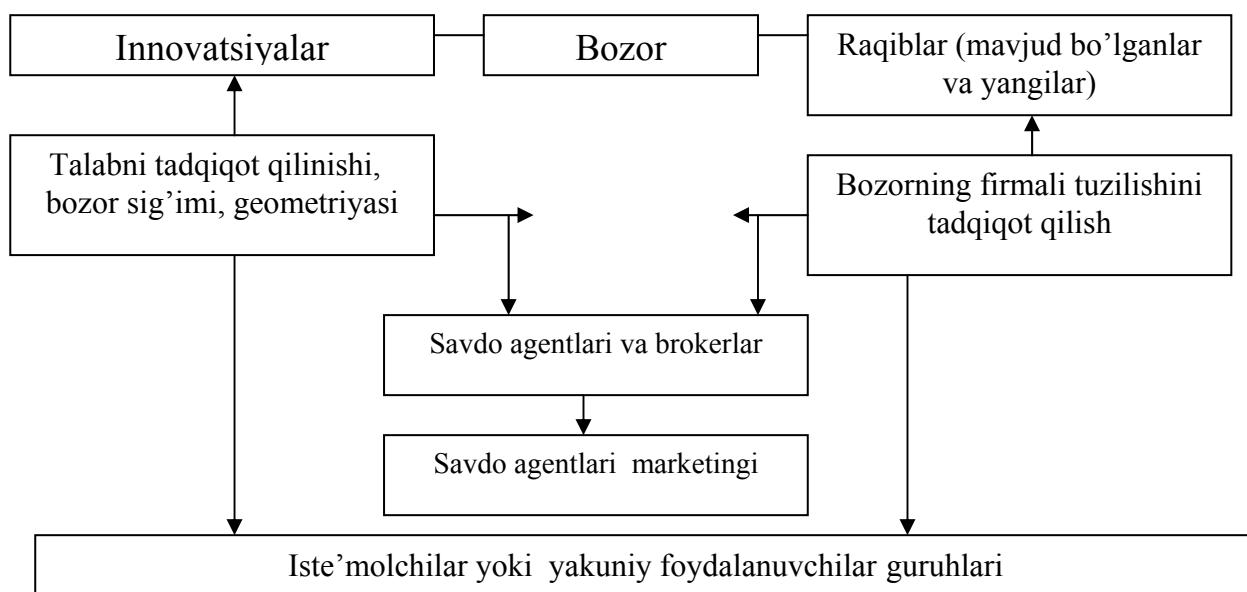 Innovatsiyalar
Bozor
Raqiblar (mavjud bo’lganlar
va yangilar)
Talabni tadqiqot qilinishi,
bozor sig’imi, geometriyasi
Bozorning firmali tuzilishini
tadqiqot qilish
Savdo agentlari va brokerlar
Savdo agentlari marketingi
Iste’molchilar yoki yakuniy foydalanuvchilar guruhlari